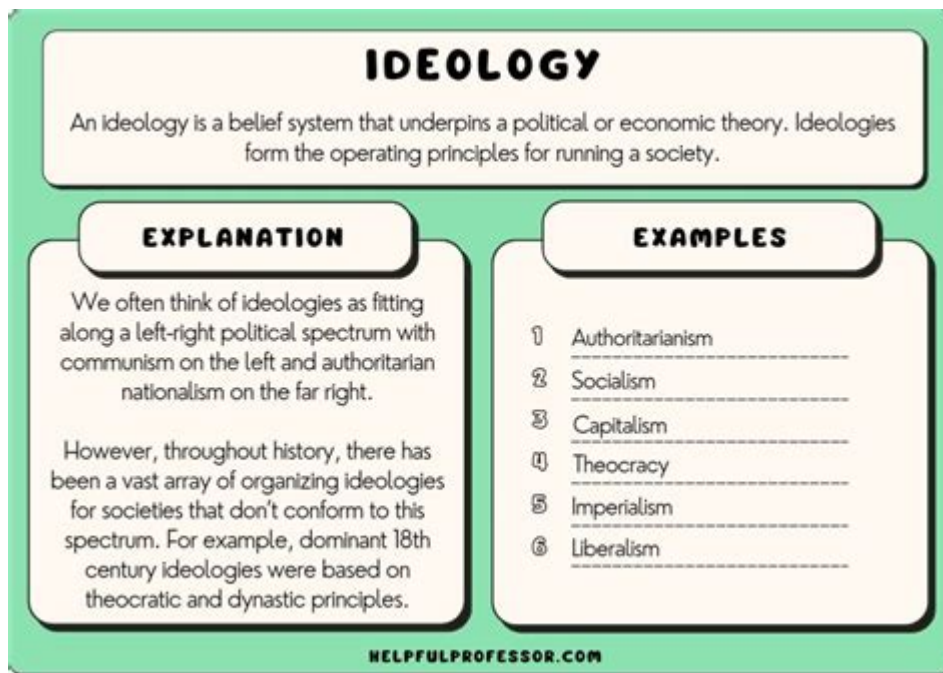 IDEOLOGY
An ideology is a belief system that underpins a political or economic theory. Ideologies
form the operating principles for running a society.
EXPLANATION
We often think of ideologies as fitting
along a left-right political spectrum with
communism on the left and authoritarian
nationalism on the far right.
However, throughout history, there has
been a vast array of organizing ideologies
for societies that don't conform to this
spectrum. For example, dominant 18th
century ideologies were based on
theocratic and dynastic principles.
EXAMPLES
1 Authoritarianism
2 Socialism
3 Capitalism
4 Theocracy
5 Imperialism
6 Liberalism
HELPFULPROFESSOR.COM